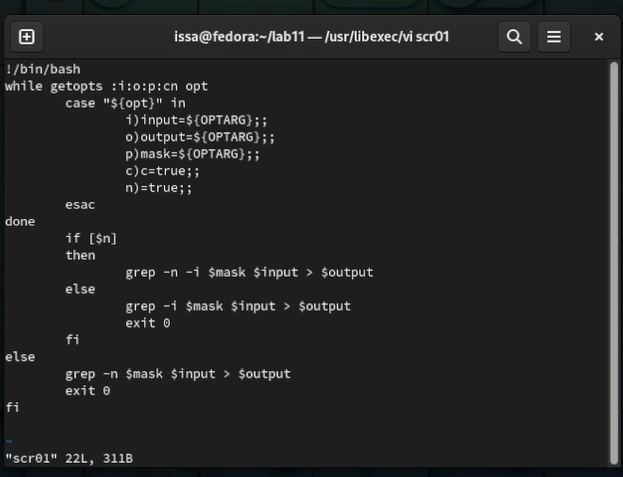 issa@fedora:~/lab11 — /usr/libexec/vi scr01
!/bin/bash
while getopts :i:o:p:cn opt
        case "${opt}" in
                i)input=${OPTARG};;
                o)output=${OPTARG};;
                p)mask=${OPTARG};;
                c)c=true;;
                n)=true;;
        esac
done
        if [$n]
        then
                grep -n -i $mask $input > $output
        else
                grep -i $mask $input > $output
                exit 0
        fi
else
        grep -n $mask $input > $output
        exit 0
fi
~
"scr01" 22L, 311B